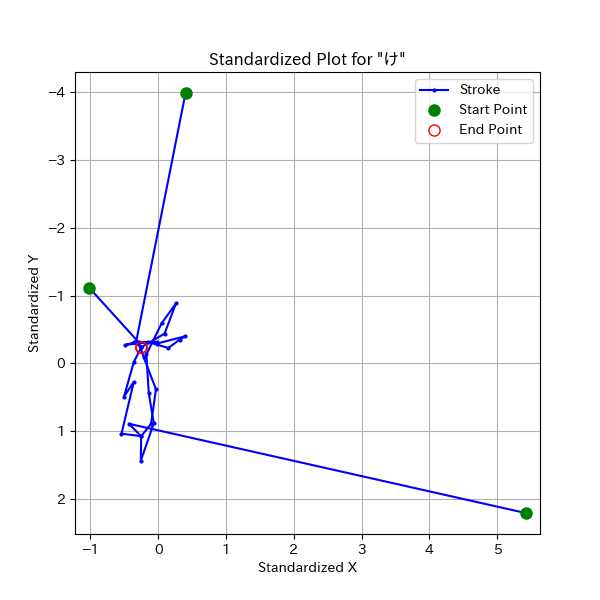 Standardized Plot for "け"
Stroke
Start Point
End Point
Standardized Y
−4
−3
−2
−1
0
1
2
−1 0 1 2 3 4 5
Standardized X